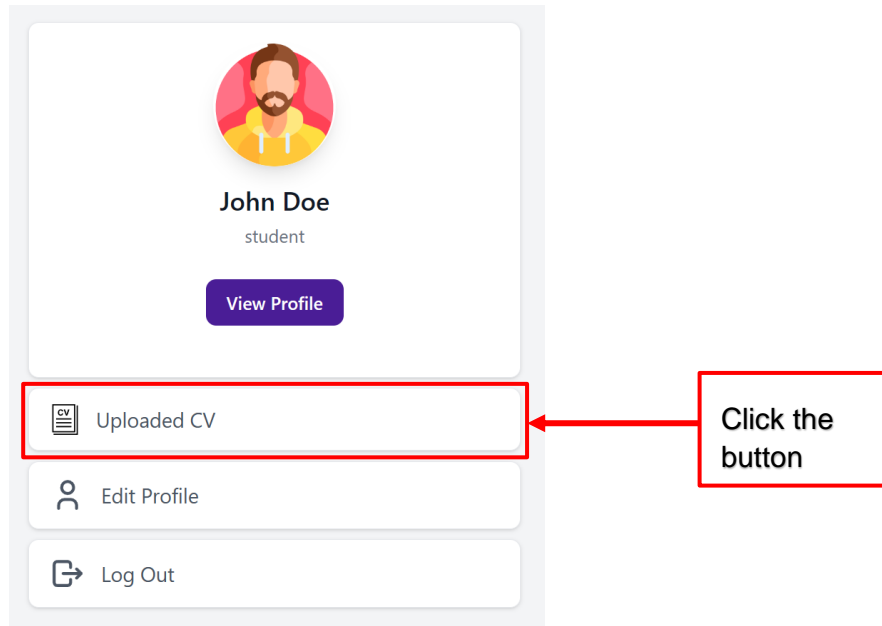 John Doe
student
View Profile
CV
Uploaded CV
Edit Profile
Log Out
Click the
button